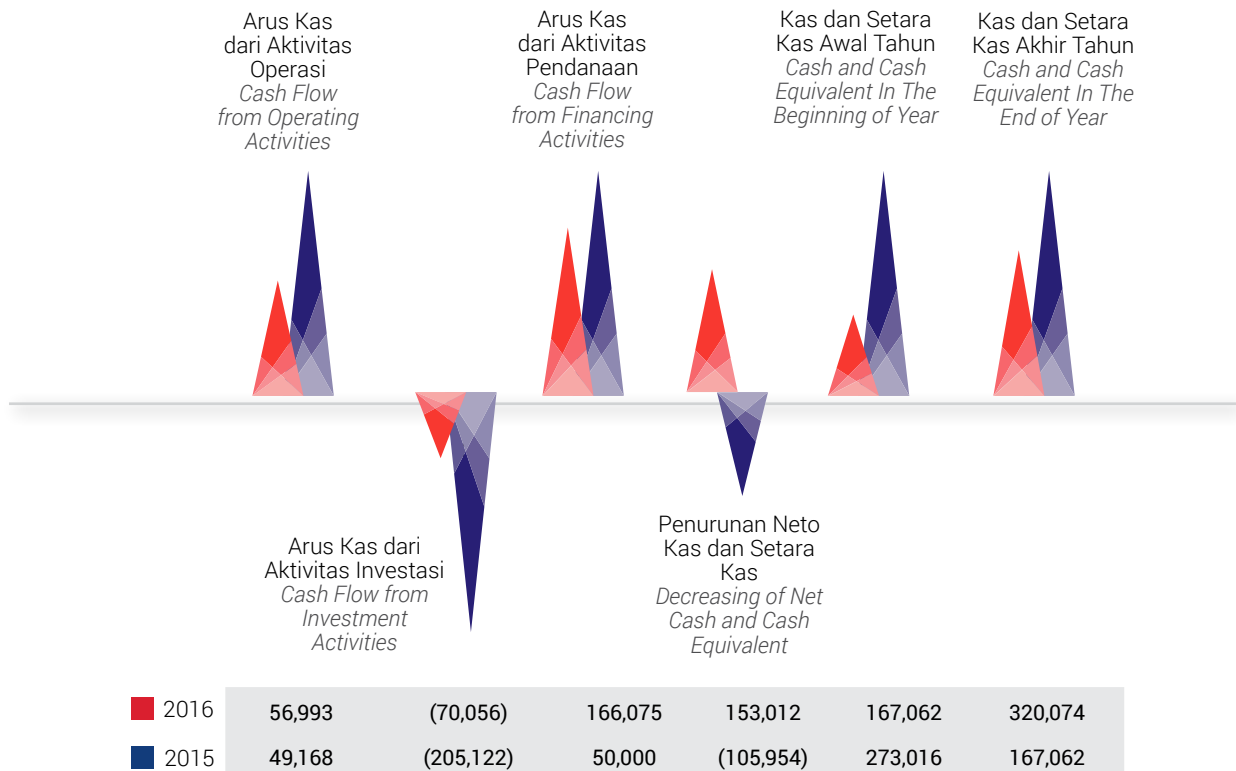 Arus Kas
dari Aktivitas
Operasi
Cash Flow
from Operating
Activities
Arus Kas
dari Aktivitas
Pendanaan
Cash Flow
from Financing
Activities
Kas dan Setara
Kas Awal Tahun
Cash and Cash
Equivalent In The
Beginning of Year
Kas dan Setara
Kas Akhir Tahun
Cash and Cash
Equivalent In The
End of Year
Arus Kas dari
Aktivitas Investasi
Cash Flow from
Investment
Activities
Penurunan Neto
Kas dan Setara
Kas
Decreasing of Net
Cash and Cash
Equivalent
2016 56,993 (70,056) 166,075 153,012 167,062 320,074
2015 49,168 (205,122) 50,000 (105,954) 273,016 167,062